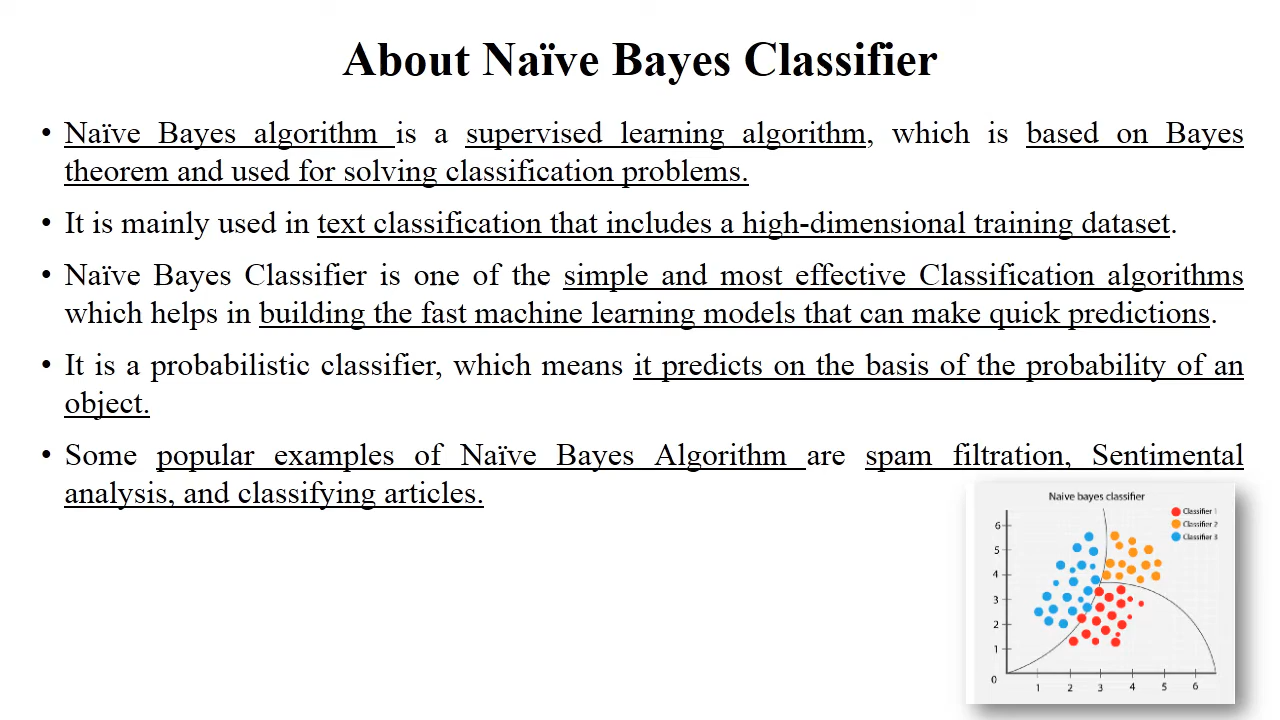 About Naïve Bayes Classifier
• Naïve Bayes algorithm is a supervised learning algorithm, which is based on Bayes
theorem and used for solving classification problems.
• It is mainly used in text classification that includes a high-dimensional training dataset.
• Naïve Bayes Classifier is one of the simple and most effective Classification algorithms
which helps in building the fast machine learning models that can make quick predictions.
• It is a probabilistic classifier, which means it predicts on the basis of the probability of an
object.
• Some popular examples of Naïve Bayes Algorithm are spam filtration, Sentimental
analysis, and classifying articles.
Naive bayes classifier
Classifier 1
Classifier 2
Classifier 3
6
5
4
3
2
1
0
1 2 3 4 5 6